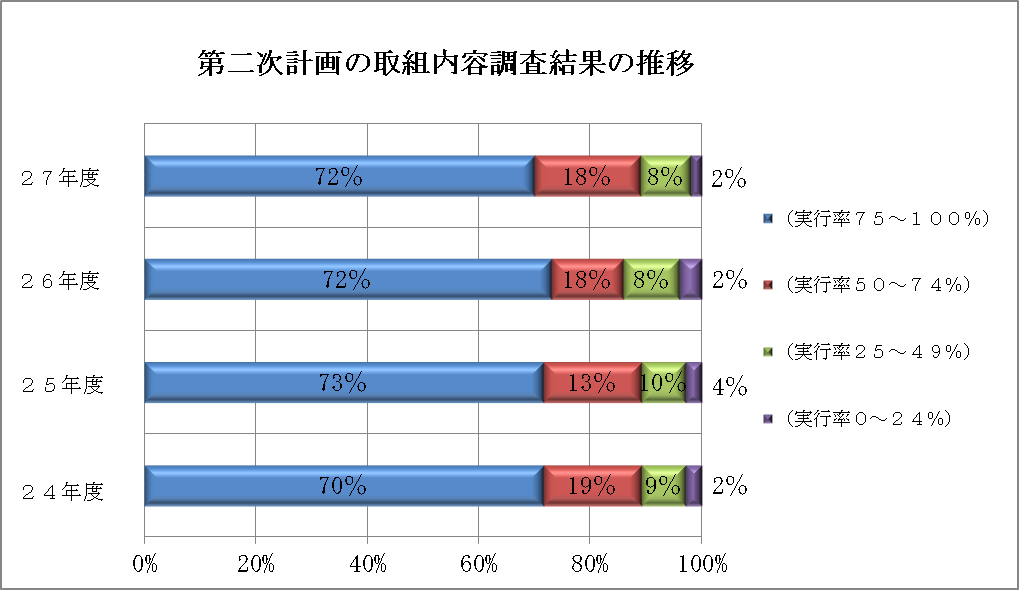 第二次計画の取組内容調査結果の推移
２７年度 72% 18% 8% 2%
２６年度 72% 18% 8% 2%
２５年度 73% 13% 10% 4%
２４年度 70% 19% 9% 2%
0% 20% 40% 60% 80% 100%
（実行率７５～１００％）
（実行率５０～７４％）
（実行率２５～４９％）
（実行率０～２４％）